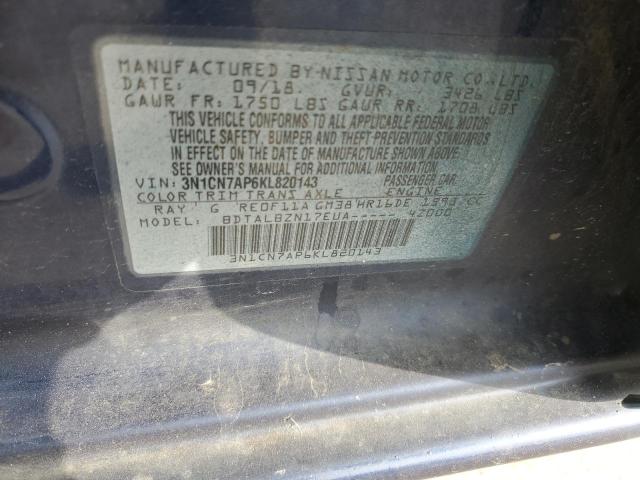 MANUFACTURED BY-NISSAN MOTOR CO., LTD.
DATE: 09/18. GVWR: 3426 LBS
GAWR FR: 1750 LBS GAWR RR: 1708 LBS
THIS VEHICLE CONFORMS TO ALL APPLICABLE FEDERAL MOTOR
VEHICLE SAFETY, BUMPER AND THEFT PREVENTION STANDARDS
IN EFFECT ON THE DATE OF MANUFACTURE SHOWN ABOVE.
SEE OWNER'S MANUAL FOR ADDITIONAL INFORMATION
VIN: 3N1CN7AP6KL820143 PASSENGER CAR
COLOR TRIM TRANS AXLE ENGINE
RAY G RE0F11A GM38 HR16DE 1598 CC
MODEL: BDTALBZN17EUA----- 42000
3N1CN7AP6KL820143